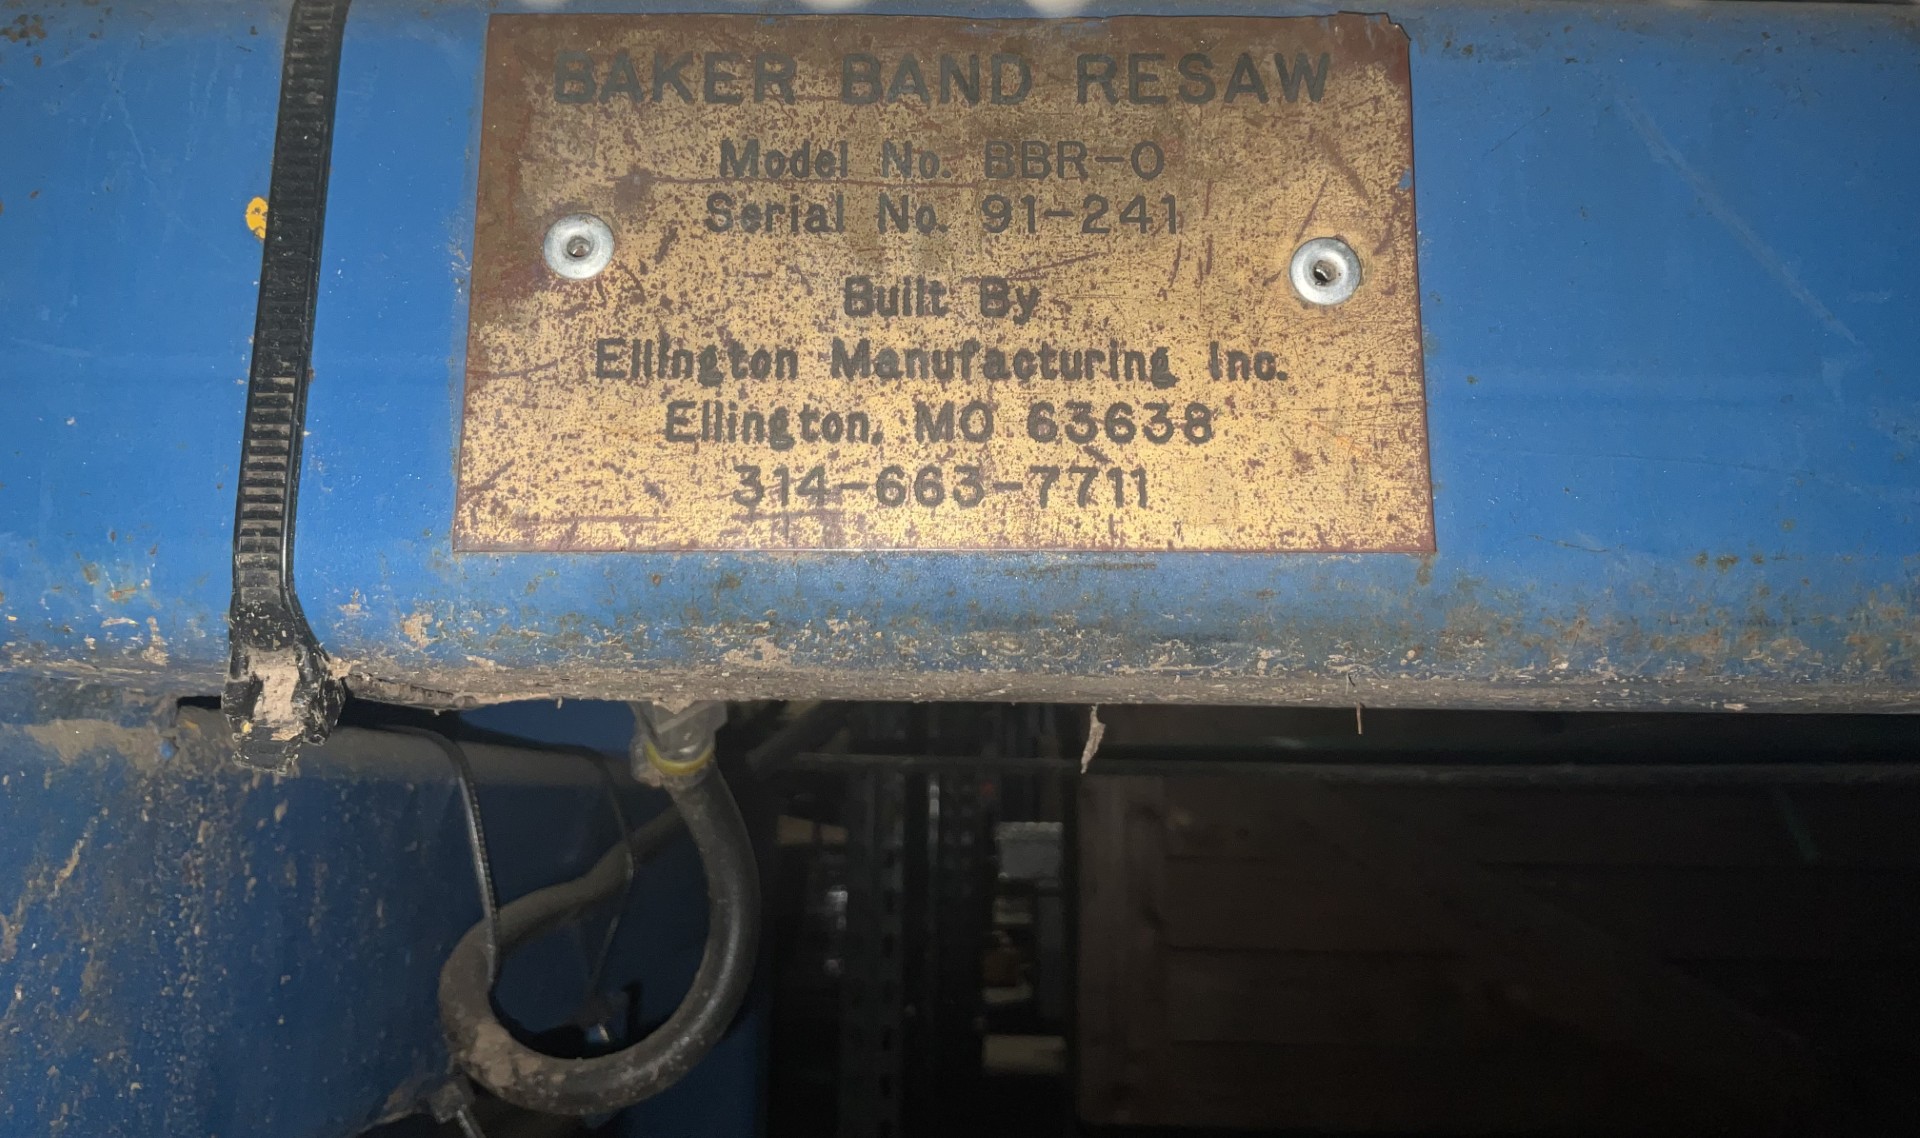 BAKER BAND RESAW
Model No. BBR-0
Serial No. 91-241
Built By
Ellington Manufacturing Inc.
Ellington, MO 63638
314-663-7711